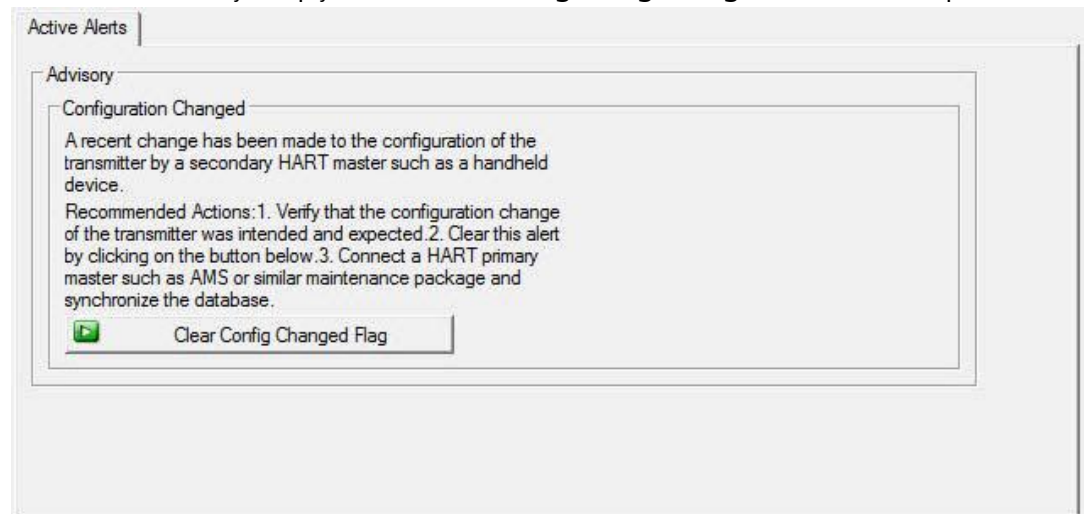 Active Alerts
Advisory
Configuration Changed
A recent change has been made to the configuration of the
transmitter by a secondary HART master such as a handheld
device.
Recommended Actions:1. Verify that the configuration change
of the transmitter was intended and expected.2. Clear this alert
by clicking on the button below.3. Connect a HART primary
master such as AMS or similar maintenance package and
synchronize the database.
Clear Config Changed Flag